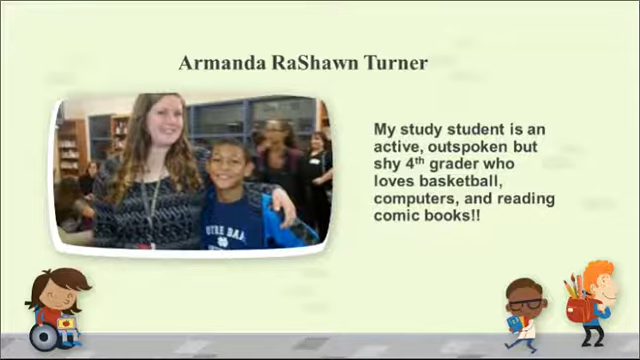 Armanda RaShawn Turner
My study student is an
active, outspoken but
shy 4th grader who
loves basketball,
computers, and reading
comic books!!